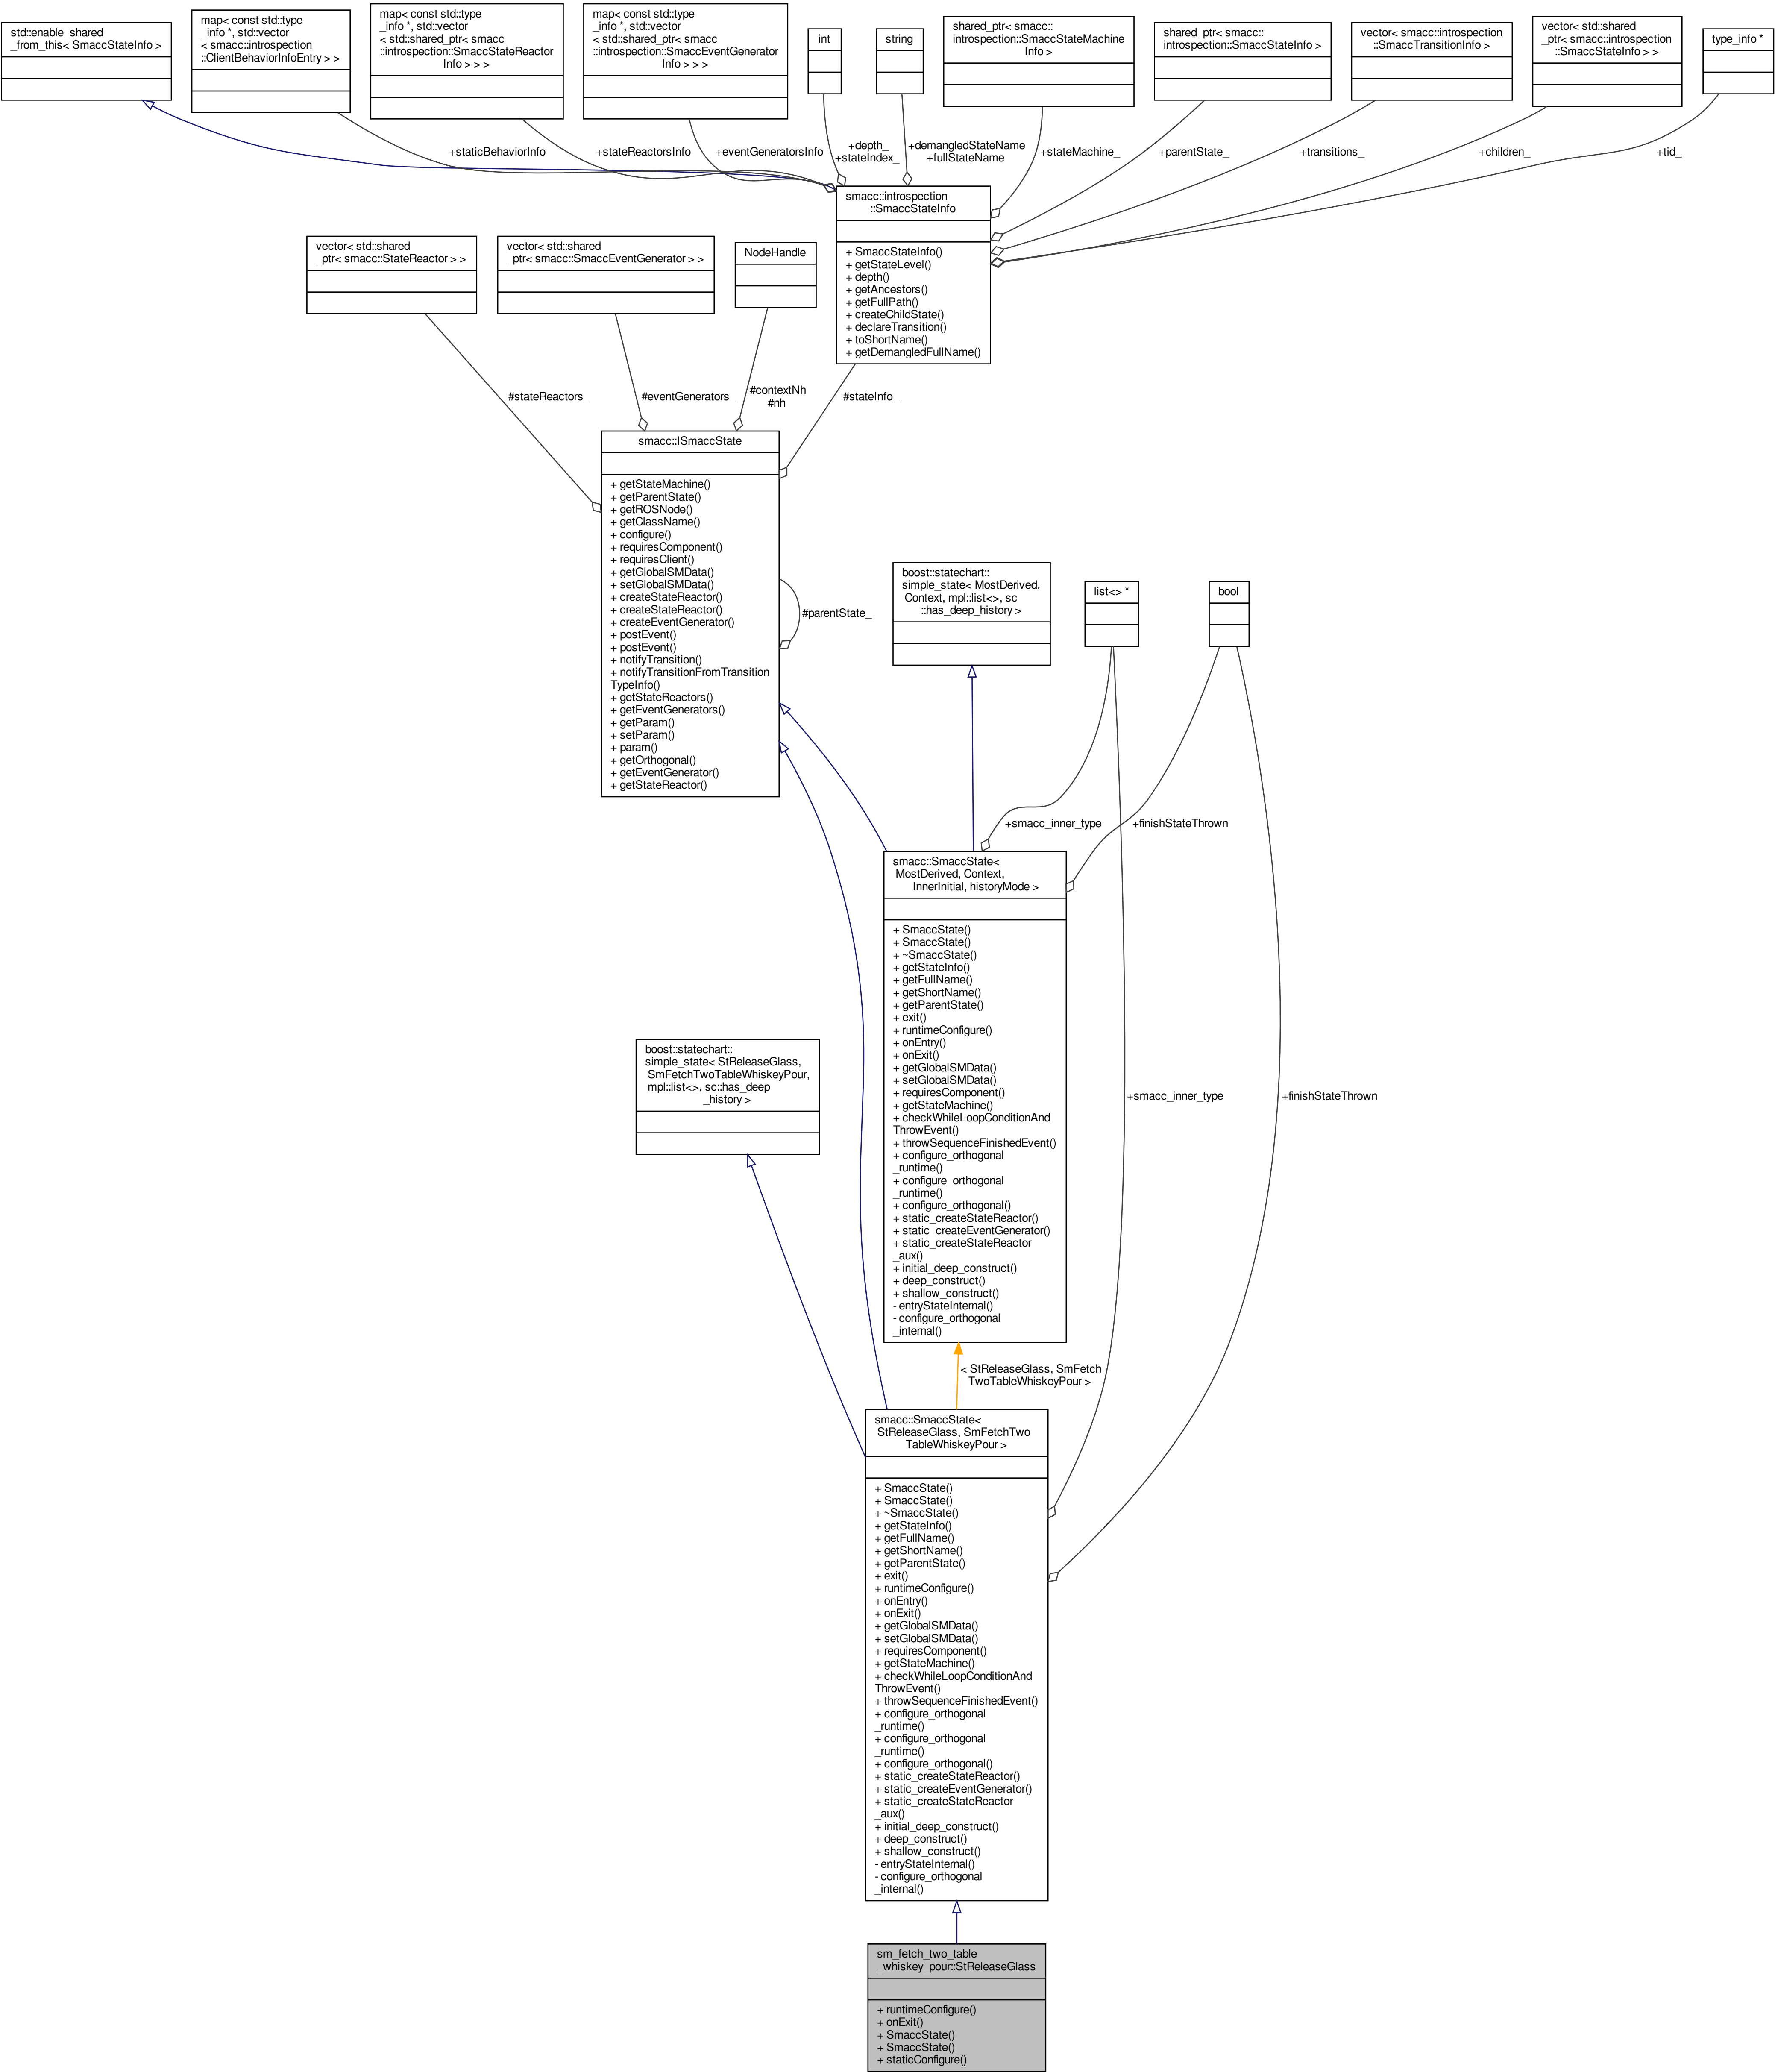 std::enable_shared
_from_this< SmaccStateInfo >
map< const std::type
_info *, std::vector
< smacc::introspection
::ClientBehaviorInfoEntry > >
map< const std::type
_info *, std::vector
< std::shared_ptr< smacc
::introspection::SmaccStateReactor
Info > > >
map< const std::type
_info *, std::vector
< std::shared_ptr< smacc
::introspection::SmaccEventGenerator
Info > > >
int
string
shared_ptr< smacc::
introspection::SmaccStateMachine
Info >
shared_ptr< smacc::
introspection::SmaccStateInfo >
vector< smacc::introspection
::SmaccTransitionInfo >
vector< std::shared
_ptr< smacc::introspection
::SmaccStateInfo > >
type_info *
+staticBehaviorInfo
+stateReactorsInfo
+eventGeneratorsInfo
+depth_
+stateIndex_
+demangledStateName
+fullStateName
+stateMachine_
+parentState_
+transitions_
+children_
+tid_
smacc::introspection
::SmaccStateInfo
+ SmaccStateInfo()
+ getStateLevel()
+ depth()
+ getAncestors()
+ getFullPath()
+ createChildState()
+ declareTransition()
+ toShortName()
+ getDemangledFullName()
vector< std::shared
_ptr< smacc::StateReactor > >
vector< std::shared
_ptr< smacc::SmaccEventGenerator > >
NodeHandle
#stateReactors_
#eventGenerators_
#contextNh
#nh
#stateInfo_
smacc::ISmaccState
+ getStateMachine()
+ getParentState()
+ getROSNode()
+ getClassName()
+ configure()
+ requiresComponent()
+ requiresClient()
+ getGlobalSMData()
+ setGlobalSMData()
+ createStateReactor()
+ createStateReactor()
+ createEventGenerator()
+ postEvent()
+ postEvent()
+ notifyTransition()
+ notifyTransitionFromTransition
TypeInfo()
+ getStateReactors()
+ getEventGenerators()
+ getParam()
+ setParam()
+ param()
+ getOrthogonal()
+ getEventGenerator()
+ getStateReactor()
#parentState_
boost::statechart::
simple_state< MostDerived,
Context, mpl::list<>, sc
::has_deep_history >
list<> *
bool
+smacc_inner_type
+finishStateThrown
smacc::SmaccState<
MostDerived, Context,
InnerInitial, historyMode >
+ SmaccState()
+ SmaccState()
+ ~SmaccState()
+ getStateInfo()
+ getFullName()
+ getShortName()
+ getParentState()
+ exit()
+ runtimeConfigure()
+ onEntry()
+ onExit()
+ getGlobalSMData()
+ setGlobalSMData()
+ requiresComponent()
+ getStateMachine()
+ checkWhileLoopConditionAnd
ThrowEvent()
+ throwSequenceFinishedEvent()
+ configure_orthogonal
_runtime()
+ configure_orthogonal
_runtime()
+ configure_orthogonal()
+ static_createStateReactor()
+ static_createEventGenerator()
+ static_createStateReactor
_aux()
+ initial_deep_construct()
+ deep_construct()
+ shallow_construct()
- entryStateInternal()
- configure_orthogonal
_internal()
boost::statechart::
simple_state< StReleaseGlass,
SmFetchTwoTableWhiskeyPour,
mpl::list<>, sc::has_deep
_history >
+smacc_inner_type
+finishStateThrown
< StReleaseGlass, SmFetch
TwoTableWhiskeyPour >
smacc::SmaccState<
StReleaseGlass, SmFetchTwo
TableWhiskeyPour >
+ SmaccState()
+ SmaccState()
+ ~SmaccState()
+ getStateInfo()
+ getFullName()
+ getShortName()
+ getParentState()
+ exit()
+ runtimeConfigure()
+ onEntry()
+ onExit()
+ getGlobalSMData()
+ setGlobalSMData()
+ requiresComponent()
+ getStateMachine()
+ checkWhileLoopConditionAnd
ThrowEvent()
+ throwSequenceFinishedEvent()
+ configure_orthogonal
_runtime()
+ configure_orthogonal
_runtime()
+ configure_orthogonal()
+ static_createStateReactor()
+ static_createEventGenerator()
+ static_createStateReactor
_aux()
+ initial_deep_construct()
+ deep_construct()
+ shallow_construct()
- entryStateInternal()
- configure_orthogonal
_internal()
sm_fetch_two_table
_whiskey_pour::StReleaseGlass
+ runtimeConfigure()
+ onExit()
+ SmaccState()
+ SmaccState()
+ staticConfigure()